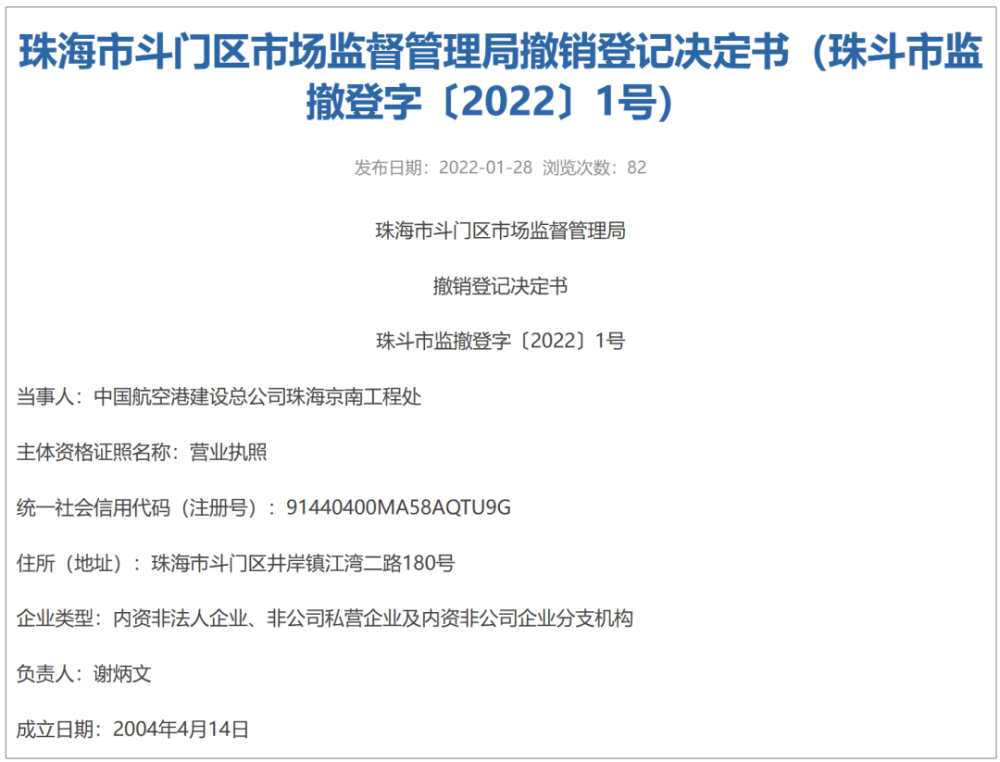 珠海市斗门区市场监督管理局撤销登记决定书（珠斗市监
撤登字〔2022〕1号）
发布日期：2022-01-28 浏览次数：82
珠海市斗门区市场监督管理局
撤销登记决定书
珠斗市监撤登字〔2022〕1号
当事人：中国航空港建设总公司珠海京南工程处
主体资格证照名称：营业执照
统一社会信用代码（注册号）：91440400MA58AQTU9G
住所（地址）：珠海市斗门区井岸镇江湾二路180号
企业类型：内资非法人企业、非公司私营企业及内资非公司企业分支机构
负责人：谢炳文
成立日期：2004年4月14日